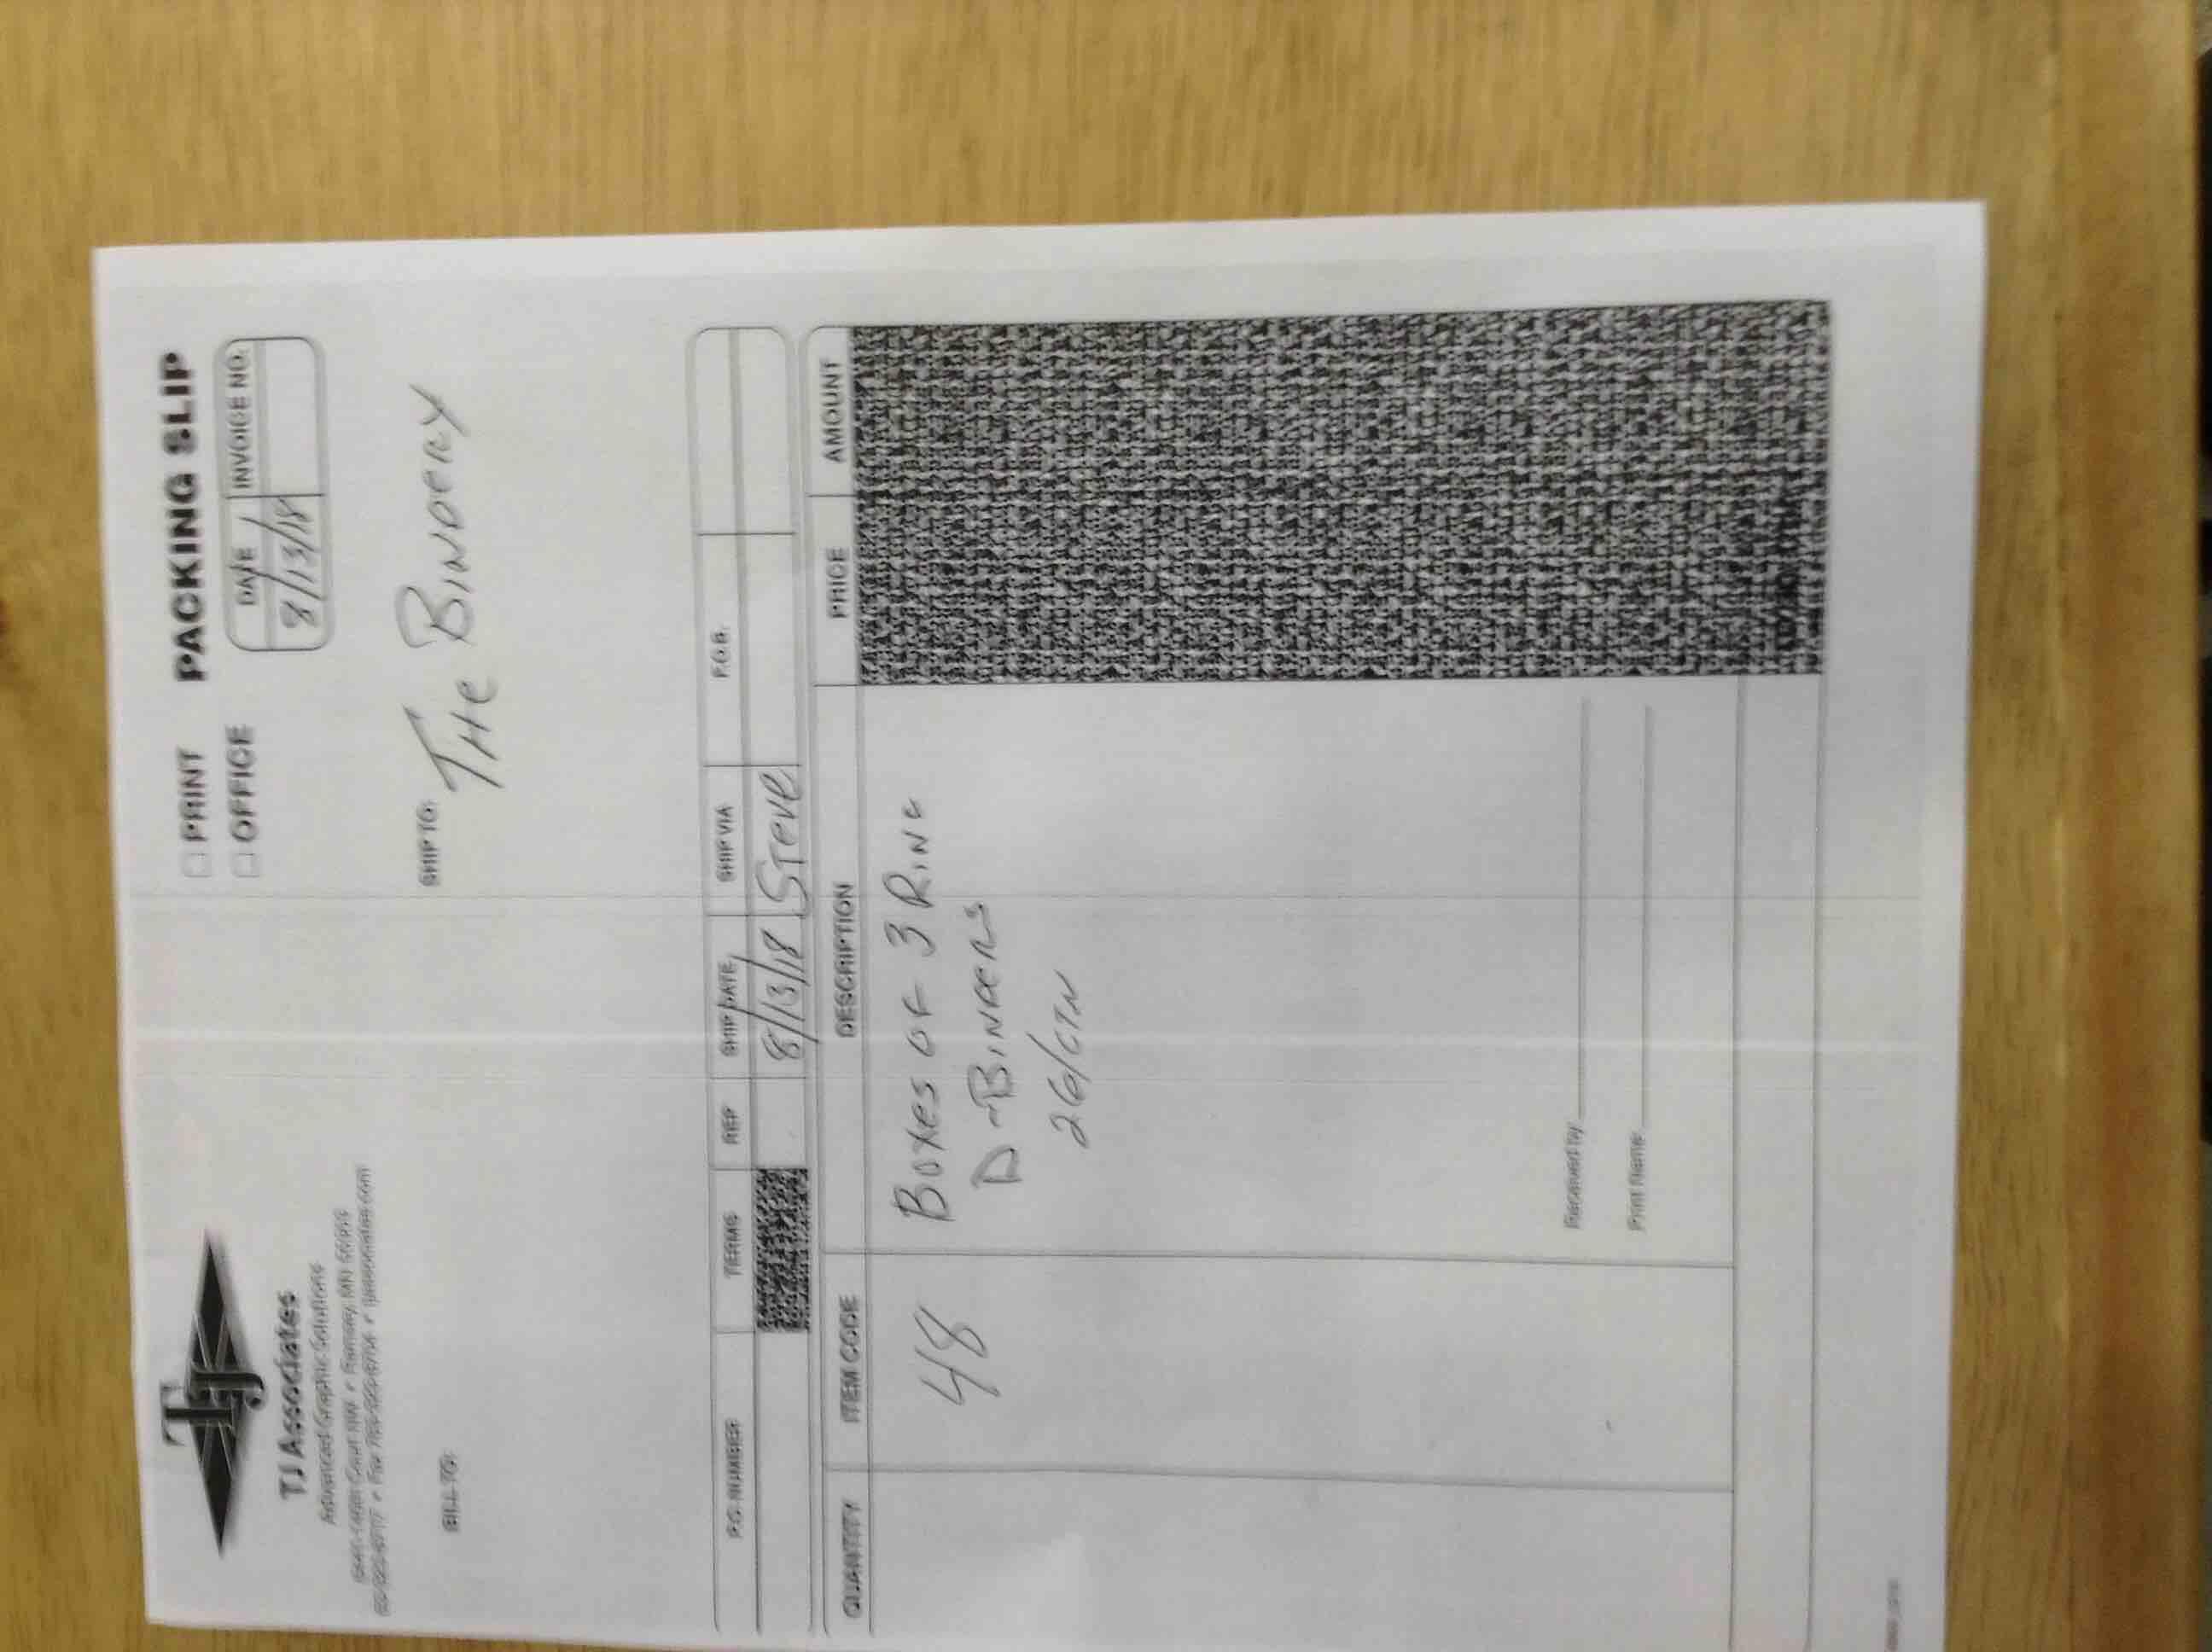 TJ
TJ Associates
Advanced Graphic Solutions
PRINT PACKING SLIP
OFFICE
DATE INVOICE NO.
8/13/18
BILL TO:
SHIP TO:
THE BINDERY
P.O. NUMBER TERMS REP SHIP DATE SHIP VIA F.O.B.
8/13/18 STEVE
QUANTITY ITEM CODE DESCRIPTION PRICE AMOUNT
48 BOXES OF 3 RING
D-BINDERS
26/CTN
Received by
Print Name: